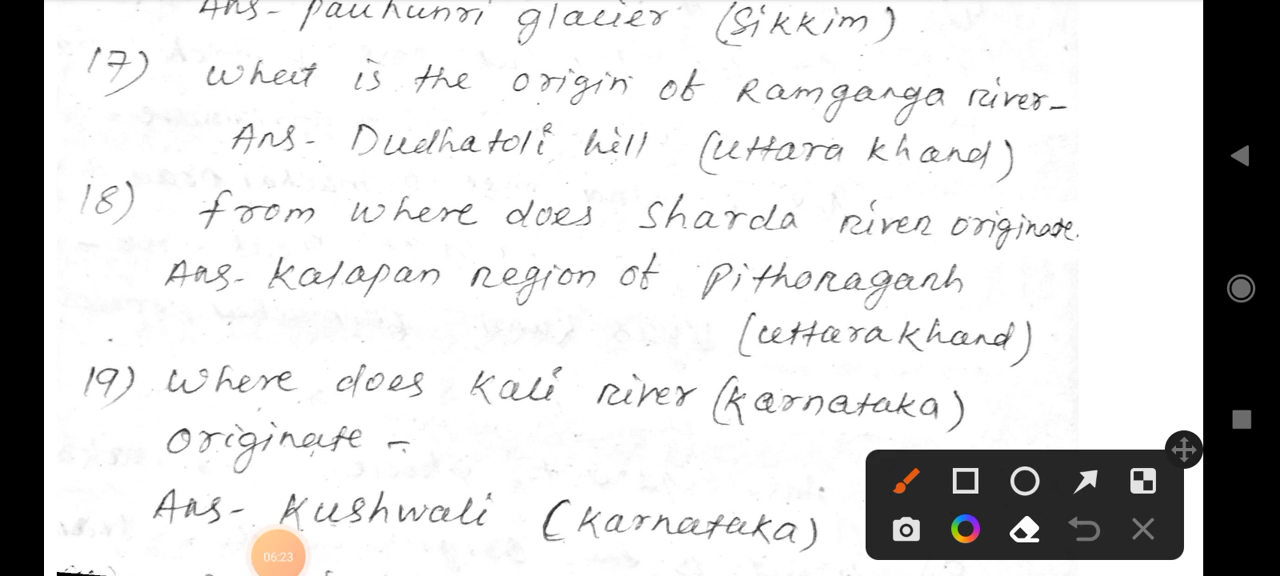 Ans- Pauhunri glacier (Sikkim)
17) What is the origin of Ramganga river-
Ans- Dudhatoli hill (Uttara khand)
18) from where does Sharda river originate.
Ans- Kalapan region of Pithoragarh
(Uttarakhand)
19) Where does Kali river (Karnataka)
originate -
Ans- Kushwali (Karnataka)
06:23